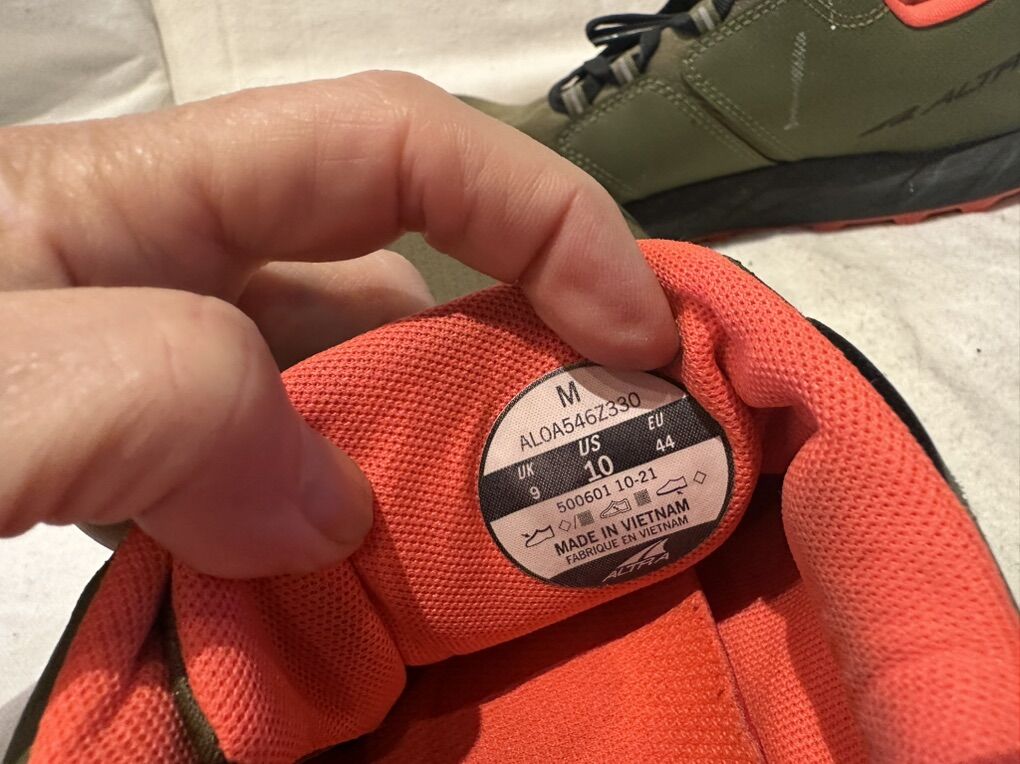 M
AL0A546Z330
UK US EU
9 10 44
500601 10-21
MADE IN VIETNAM
FABRIQUE EN VIETNAM
ALTRA
ALTRA